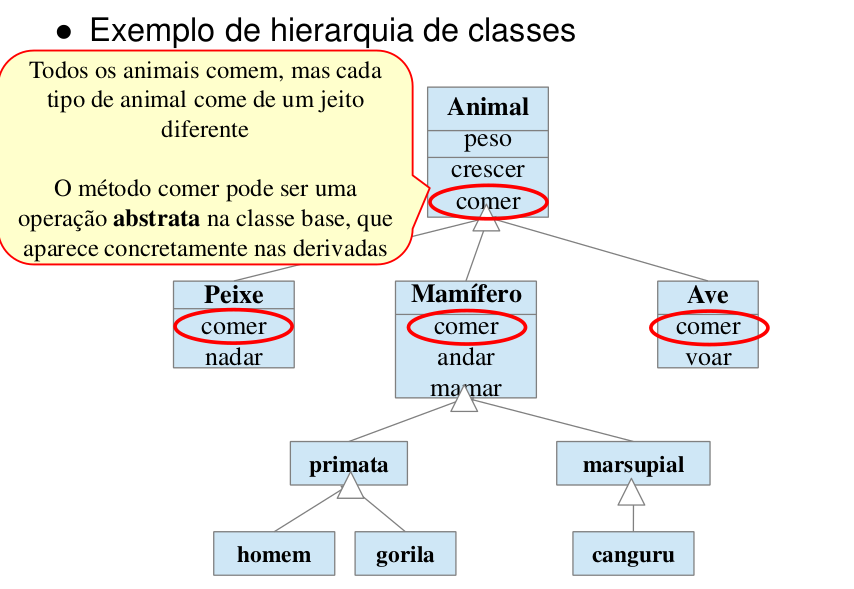 ● Exemplo de hierarquia de classes
Todos os animais comem, mas cada
tipo de animal come de um jeito
diferente
O método comer pode ser uma
operação abstrata na classe base, que
aparece concretamente nas derivadas
Animal
peso
crescer
comer
Peixe
comer
nadar
Mamífero
comer
andar
mamar
Ave
comer
voar
primata
marsupial
homem
gorila
canguru